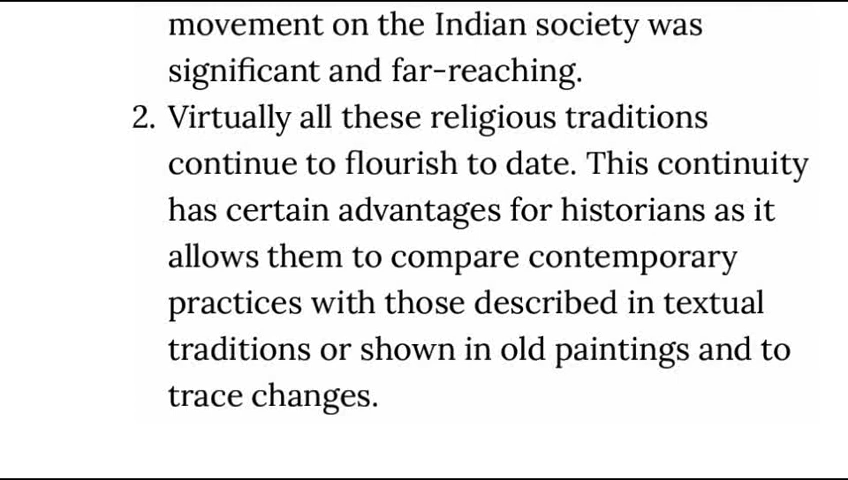 movement on the Indian society was
significant and far-reaching.
2. Virtually all these religious traditions
continue to flourish to date. This continuity
has certain advantages for historians as it
allows them to compare contemporary
practices with those described in textual
traditions or shown in old paintings and to
trace changes.